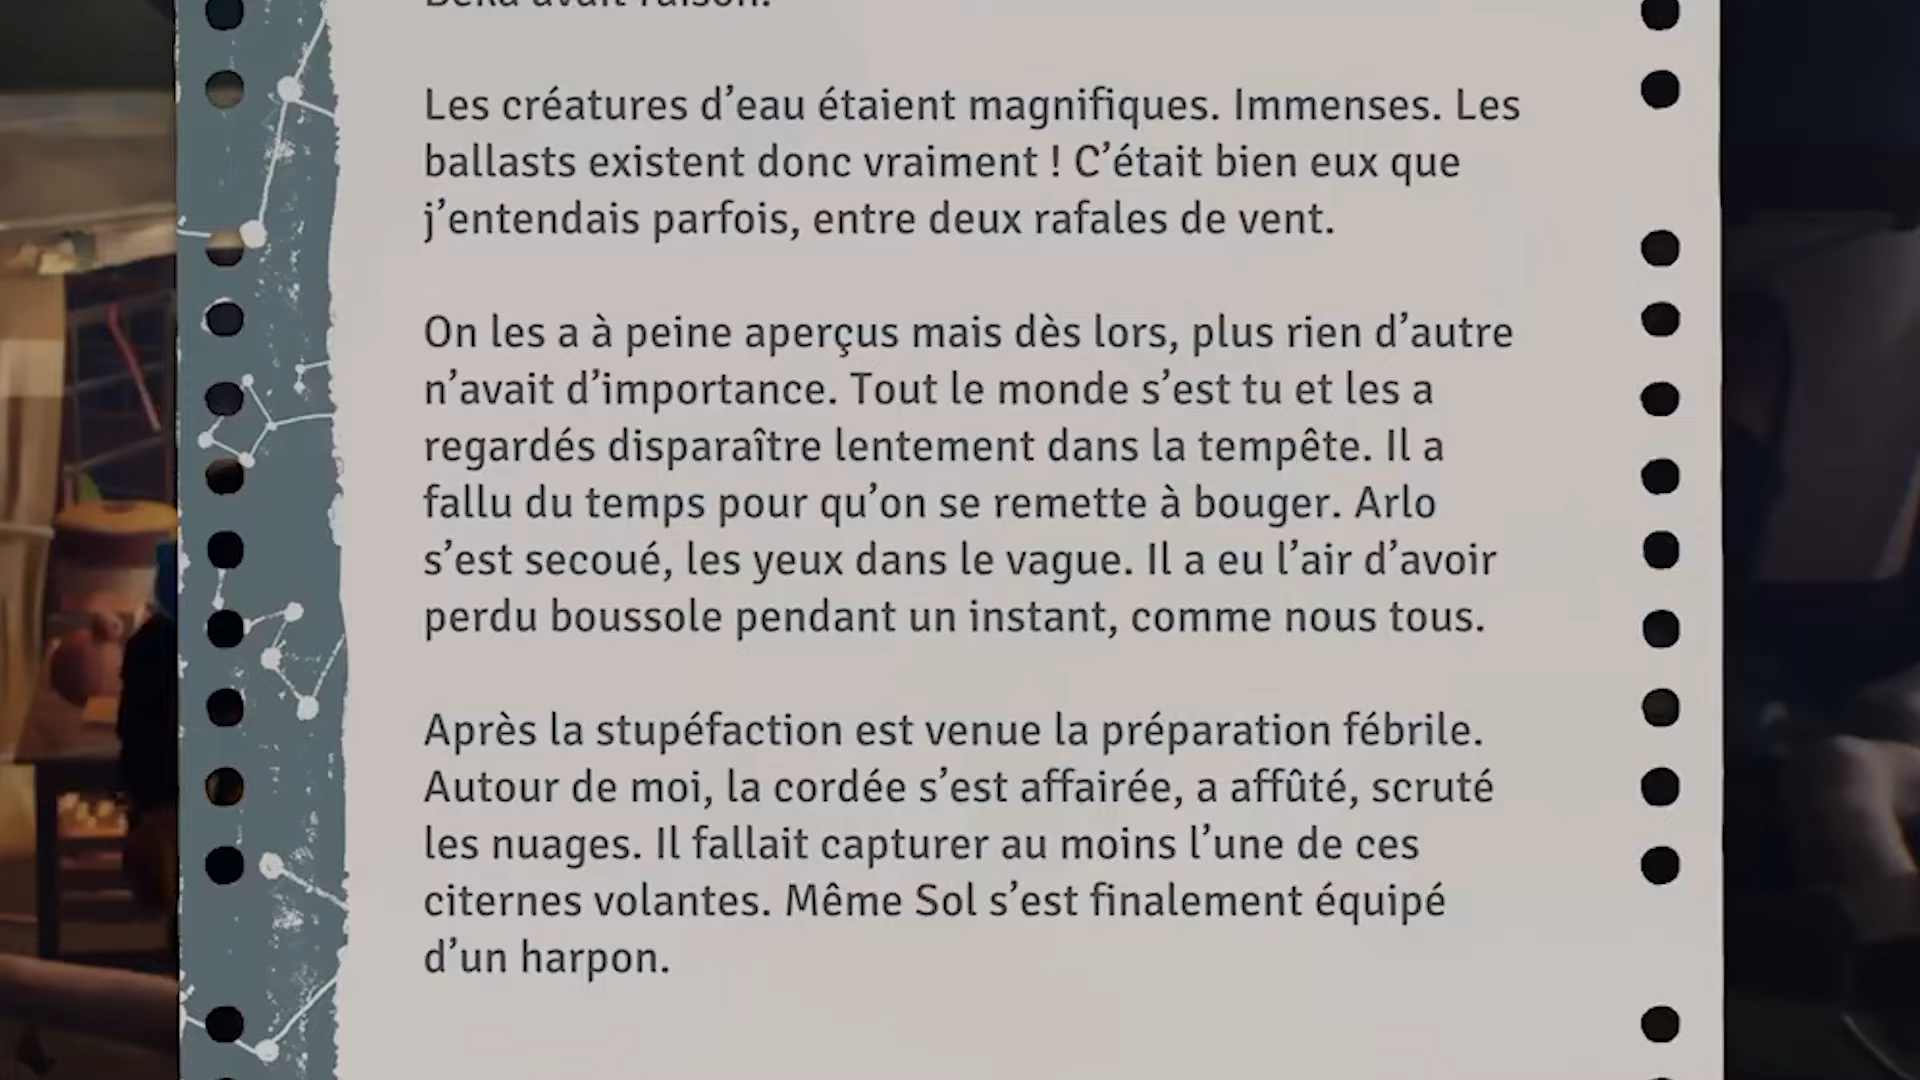 Deka avait raison.
Les créatures d’eau étaient magnifiques. Immenses. Les
ballasts existent donc vraiment ! C’était bien eux que
j’entendais parfois, entre deux rafales de vent.
On les a à peine aperçus mais dès lors, plus rien d’autre
n’avait d’importance. Tout le monde s’est tu et les a
regardés disparaître lentement dans la tempête. Il a
fallu du temps pour qu’on se remette à bouger. Arlo
s’est secoué, les yeux dans le vague. Il a eu l’air d’avoir
perdu boussole pendant un instant, comme nous tous.
Après la stupéfaction est venue la préparation fébrile.
Autour de moi, la cordée s’est affairée, a affûté, scruté
les nuages. Il fallait capturer au moins l’une de ces
citernes volantes. Même Sol s’est finalement équipé
d’un harpon.